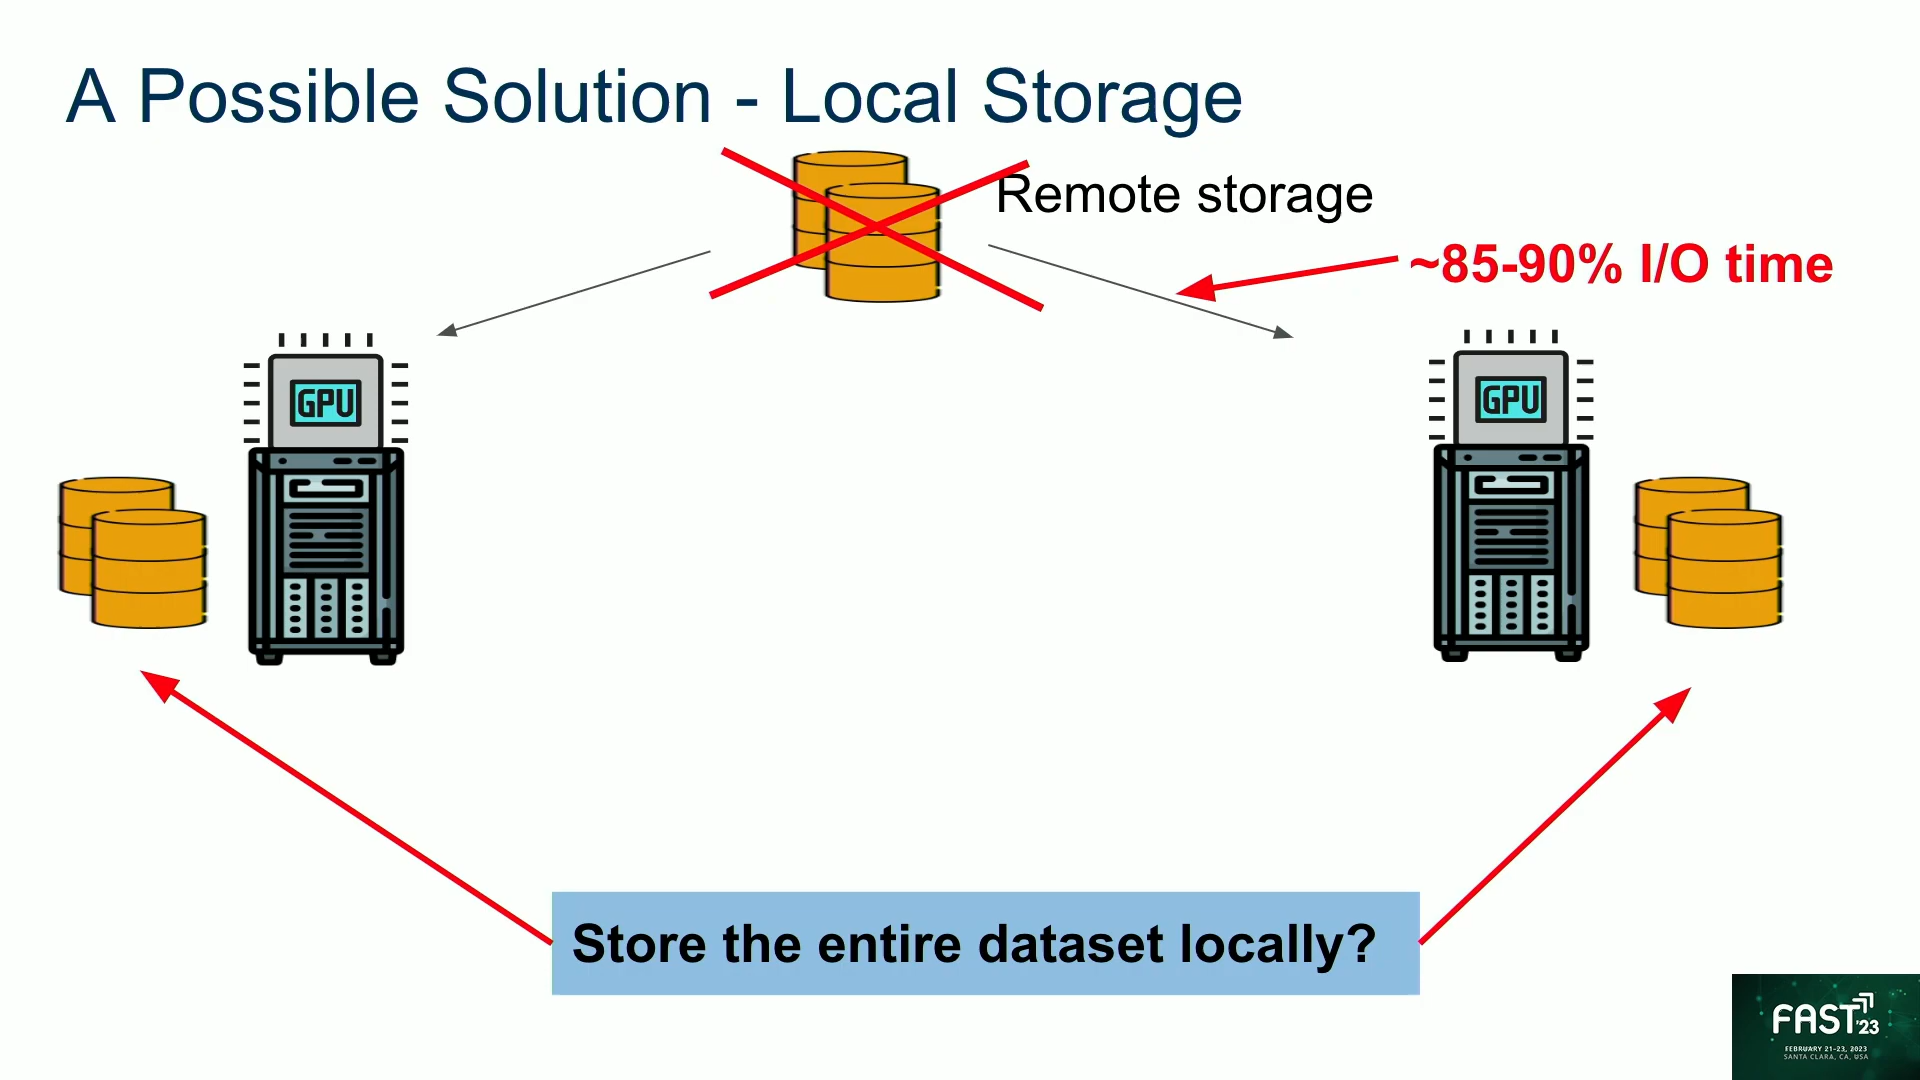 A Possible Solution - Local Storage
Remote storage
~85-90% I/O time
GPU
GPU
Store the entire dataset locally?
FAST '23
FEBRUARY 21-23, 2023
SANTA CLARA, CA, USA